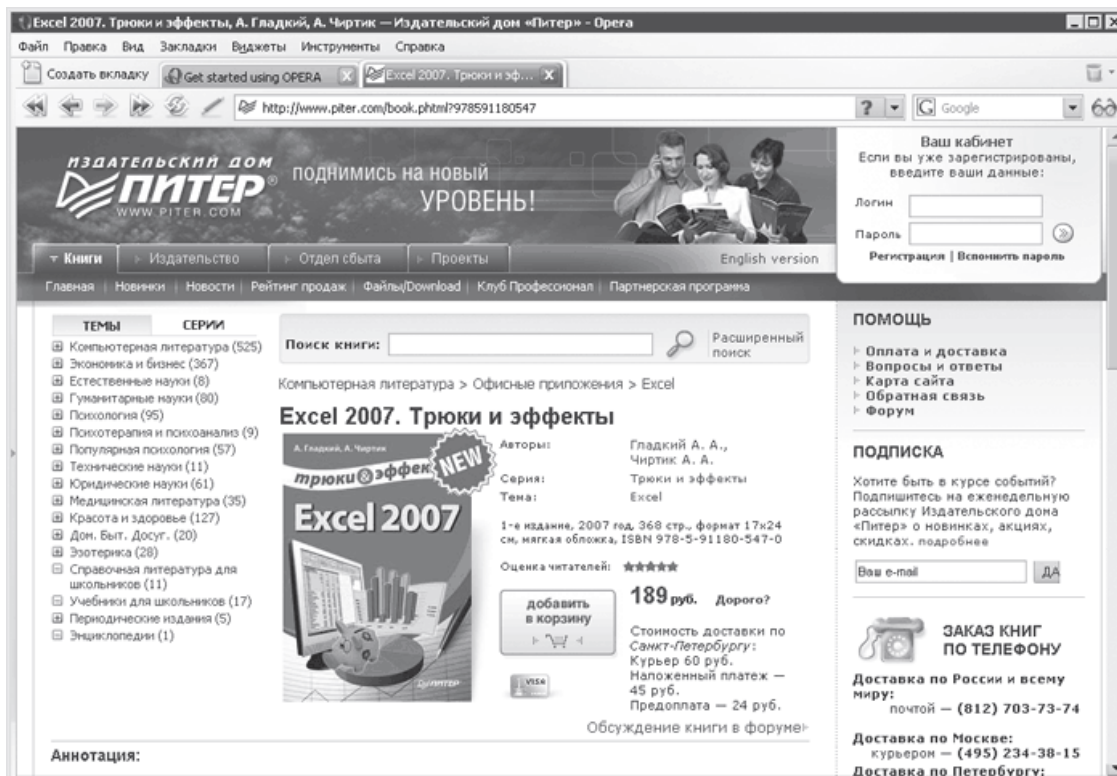 Excel 2007. Трюки и эффекты, А. Гладкий, А. Чиртик — Издательский дом «Питер» - Opera
Файл Правка Вид Закладки Виджеты Инструменты Справка
Создать вкладку Get started using OPERA Excel 2007. Трюки и эф...
http://www.piter.com/book.phtml?978591180547 ? Google
ИЗДАТЕЛЬСКИЙ ДОМ
ПИТЕР®
WWW.PITER.COM
ПОДНИМИСЬ НА НОВЫЙ
УРОВЕНЬ!
Ваш кабинет
Если вы уже зарегистрированы,
введите ваши данные:
Логин
Пароль
Регистрация | Вспомнить пароль
Книги Издательство Отдел сбыта Проекты English version
Главная | Новинки | Новости | Рейтинг продаж | Файлы/Download | Клуб Профессионал | Партнерская программа
ТЕМЫ СЕРИИ
Компьютерная литература (525)
Экономика и бизнес (367)
Естественные науки (8)
Гуманитарные науки (80)
Психология (95)
Психотерапия и психоанализ (9)
Популярная психология (57)
Технические науки (11)
Юридические науки (61)
Медицинская литература (35)
Красота и здоровье (127)
Дом. Быт. Досуг. (20)
Эзотерика (28)
Справочная литература для
школьников (11)
Учебники для школьников (17)
Периодические издания (5)
Энциклопедии (1)
Поиск книги:
Расширенный
поиск
Компьютерная литература > Офисные приложения > Excel
Excel 2007. Трюки и эффекты
А. Гладкий, А. Чиртик
трюки & эффек
NEW
Excel 2007
ПИТЕР
Авторы: Гладкий А. А.,
Чиртик А. А.
Серия: Трюки и эффекты
Тема: Excel
1-е издание, 2007 год, 368 стр., формат 17x24
см, мягкая обложка, ISBN 978-5-91180-547-0
Оценка читателей:
добавить
в корзину
VISA
189 руб. Дорого?
Стоимость доставки по
Санкт-Петербургу:
Курьер 60 руб.
Наложенный платеж —
45 руб.
Предоплата — 24 руб.
Обсуждение книги в форуме
Аннотация:
ПОМОЩЬ
Оплата и доставка
Вопросы и ответы
Карта сайта
Обратная связь
Форум
ПОДПИСКА
Хотите быть в курсе событий?
Подпишитесь на еженедельную
рассылку Издательского дома
«Питер» о новинках, акциях,
скидках. подробнее
Ваш e-mail ДА
ЗАКАЗ КНИГ
ПО ТЕЛЕФОНУ
Доставка по России и всему
миру:
почтой — (812) 703-73-74
Доставка по Москве:
курьером — (495) 234-38-15
Доставка по Петербургу: